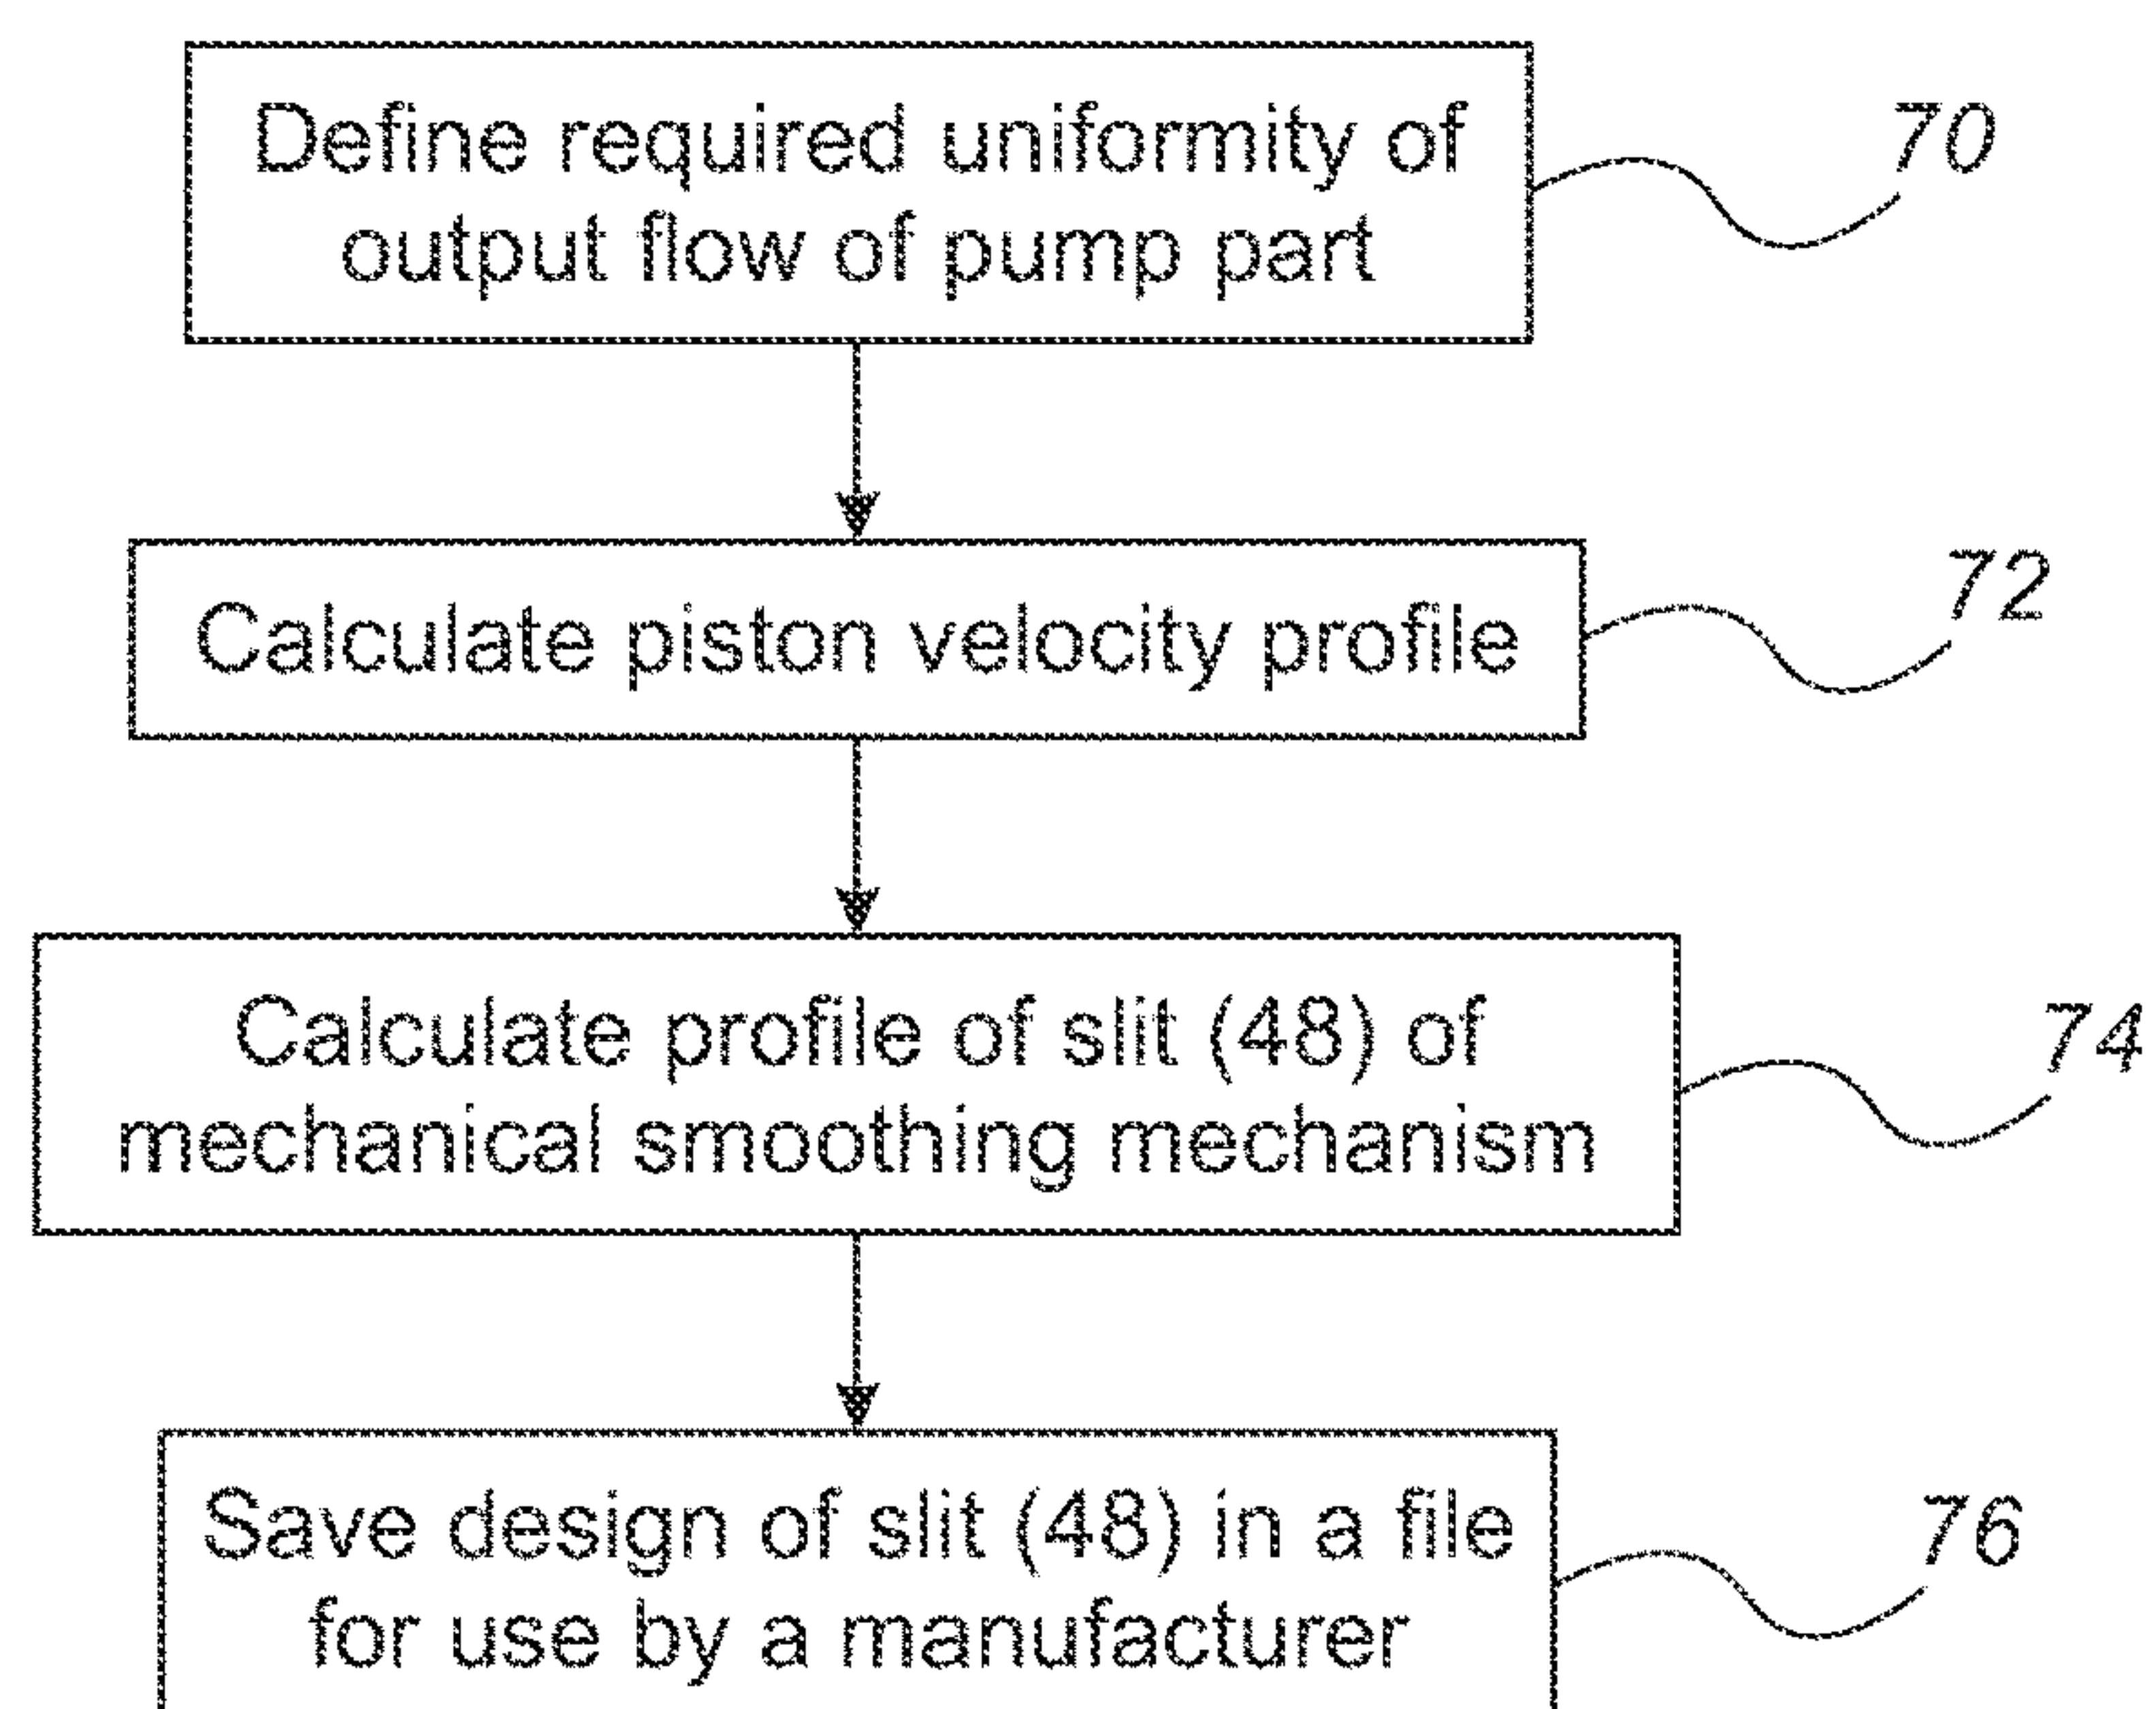 Define required uniformity of
output flow of pump part
70
Calculate piston velocity profile
72
Calculate profile of slit (48) of
mechanical smoothing mechanism
74
Save design of slit (48) in a file
for use by a manufacturer
76